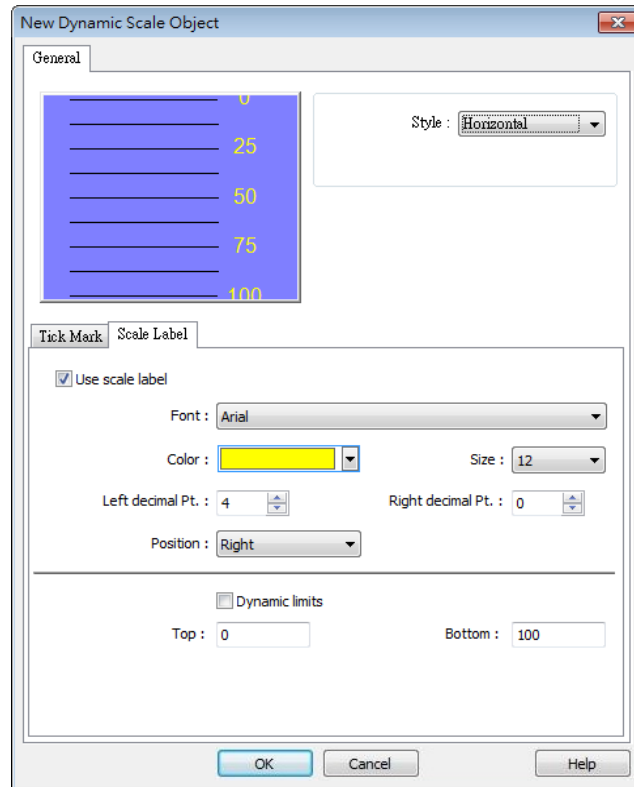 New Dynamic Scale Object
General
0
25
50
75
100
Style : Horizontal
Tick Mark Scale Label
Use scale label
Font : Arial
Color : Size : 12
Left decimal Pt. : 4 Right decimal Pt. : 0
Position : Right
Dynamic limits
Top : 0 Bottom : 100
OK Cancel Help